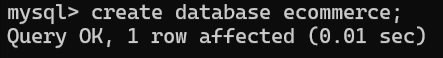 mysql> create database ecommerce;
Query OK, 1 row affected (0.01 sec)